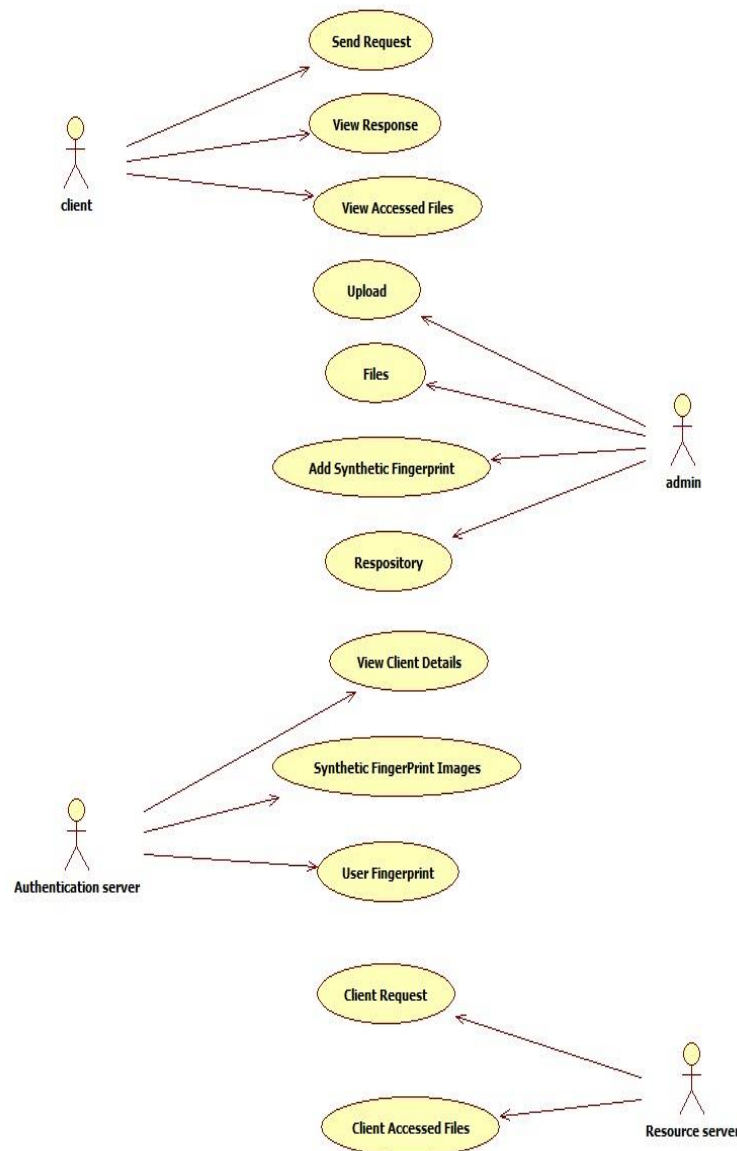 Send Request
View Response
client
View Accessed Files
Upload
Files
Add Synthetic Fingerprint
admin
Respository
View Client Details
Synthetic FingerPrint Images
User Fingerprint
Authentication server
Client Request
Client Accessed Files
Resource server